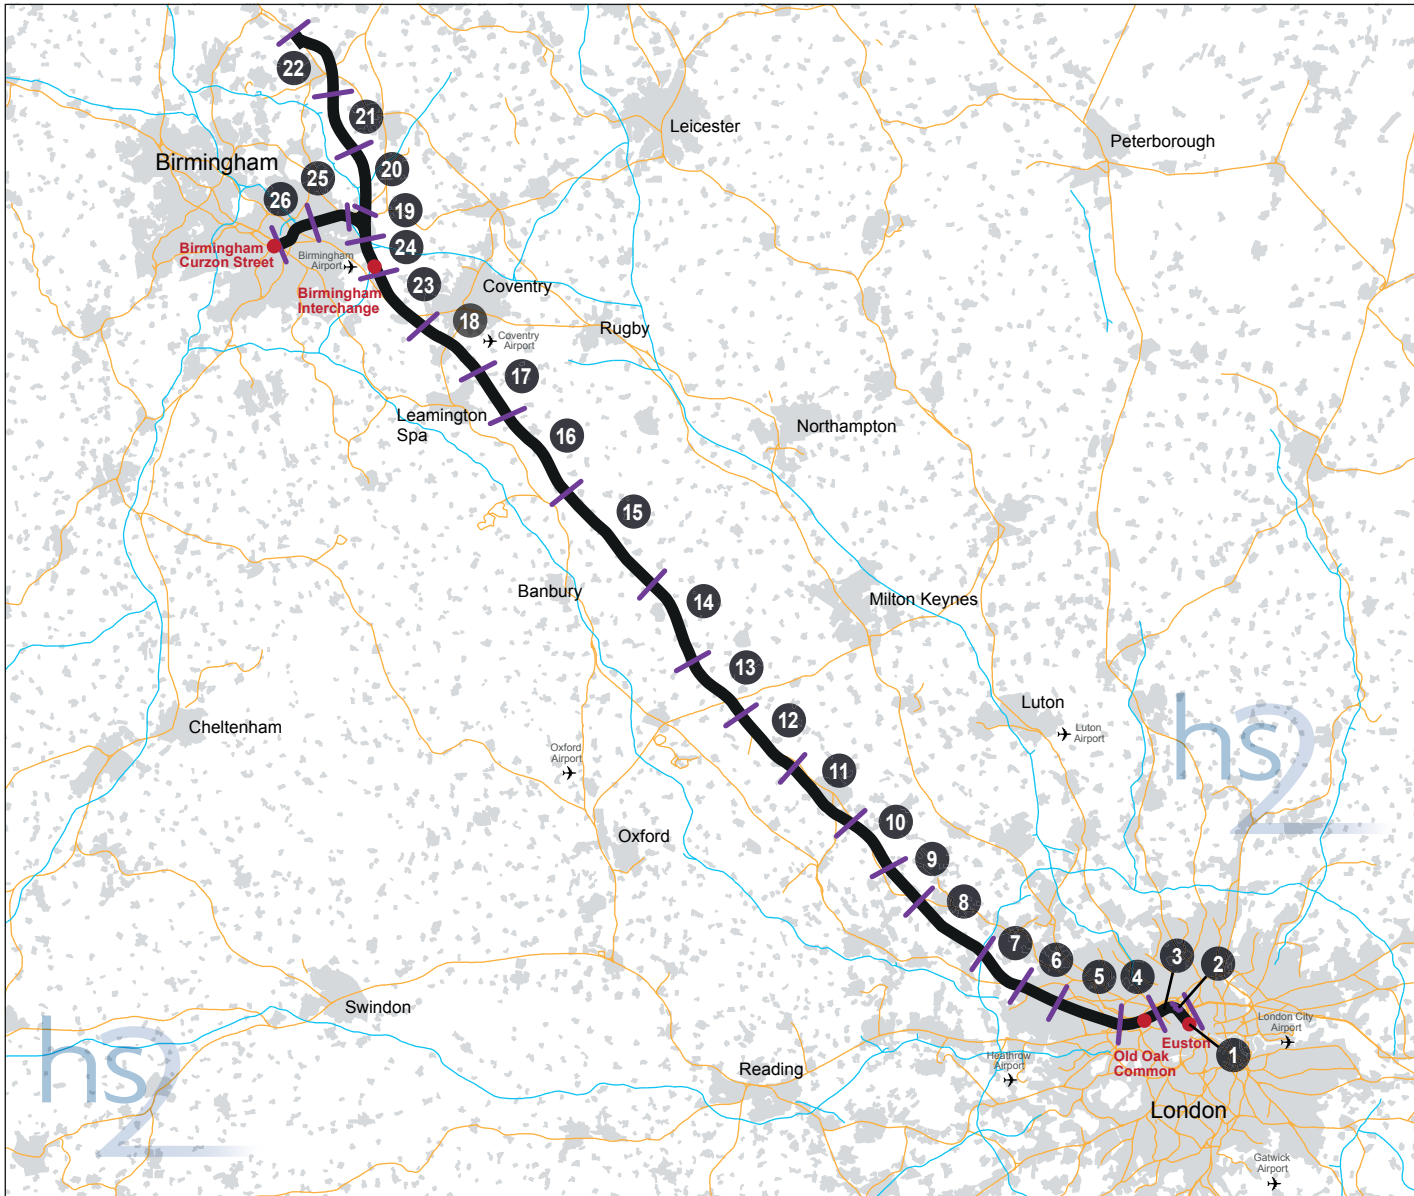 22
21
Leicester
Peterborough
Birmingham
20
25
26
19
24
Birmingham
Curzon Street
Birmingham
Airport
23
Birmingham
Interchange
Coventry
18
Coventry
Airport
Rugby
17
Leamington
Spa
16
Northampton
15
Banbury
14
Milton Keynes
13
Luton
12
Luton
Airport
hs2
Cheltenham
Oxford
Airport
11
10
Oxford
9
8
7
6
5
4
3
2
Swindon
London City
Airport
Euston
1
Old Oak
Common
Heathrow
Airport
hs2
Reading
London
Gatwick
Airport